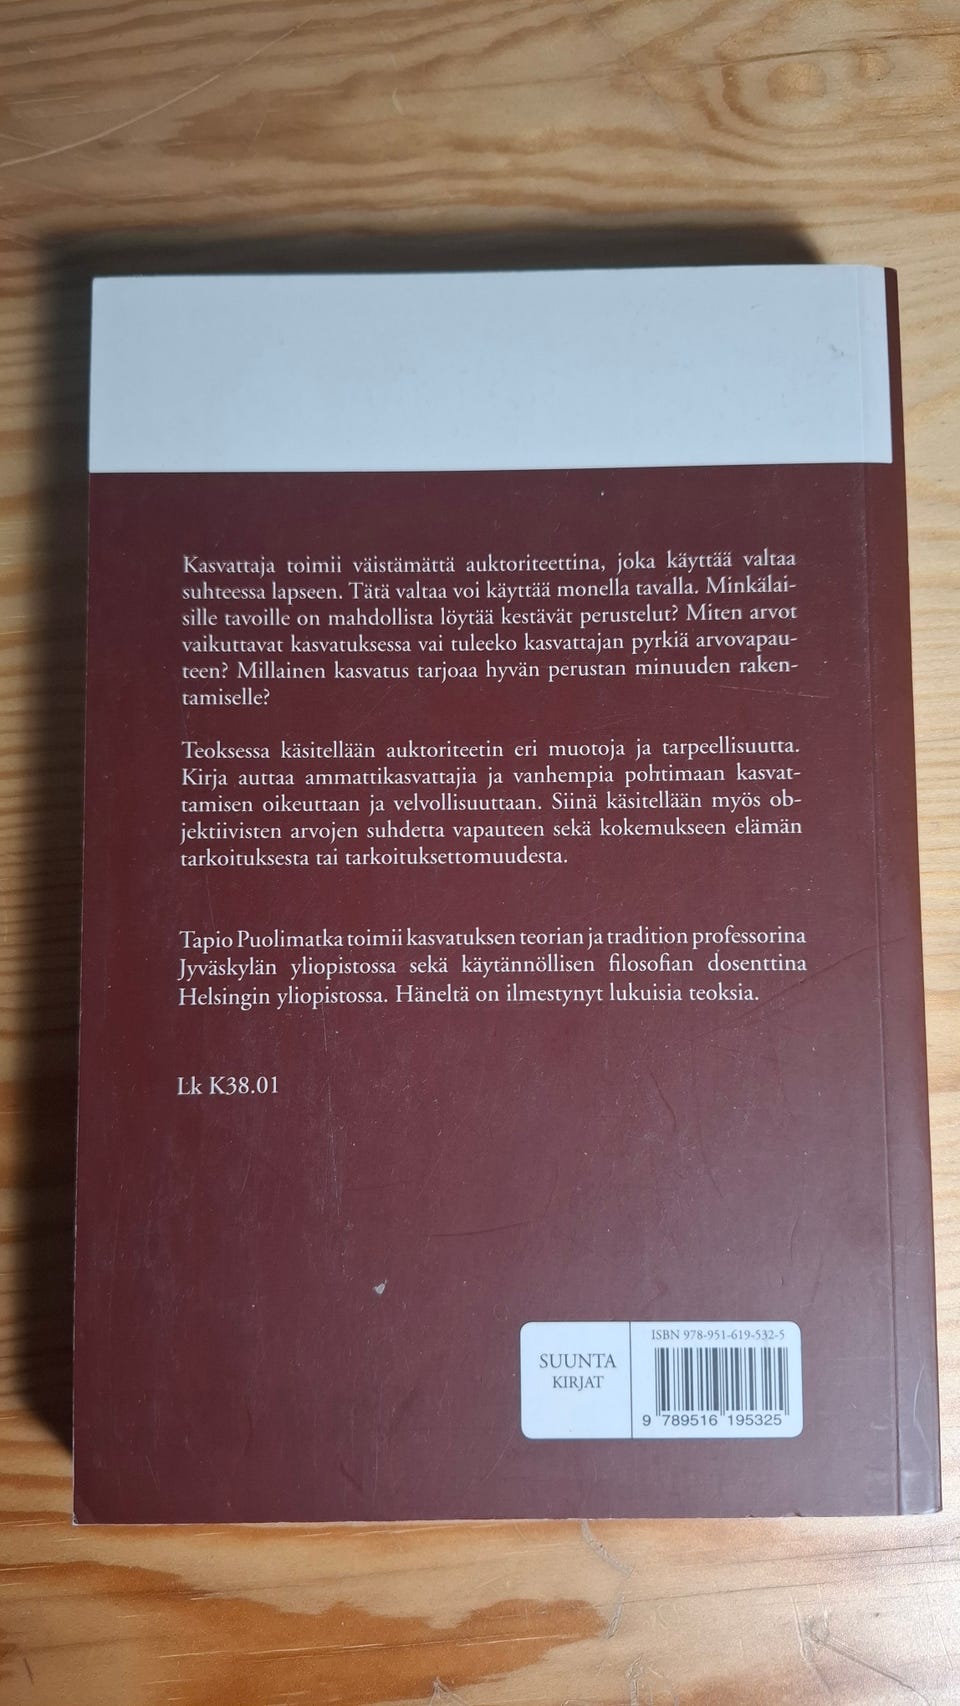 Kasvattaja toimii väistämättä auktoriteettina, joka käyttää valtaa
suhteessa lapseen. Tätä valtaa voi käyttää monella tavalla. Minkälai-
sille tavoille on mahdollista löytää kestävät perustelut? Miten arvot
vaikuttavat kasvatuksessa vai tuleeko kasvattajan pyrkiä arvovapau-
teen? Millainen kasvatus tarjoaa hyvän perustan minuuden raken-
tamiselle?
Teoksessa käsitellään auktoriteetin eri muotoja ja tarpeellisuutta.
Kirja auttaa ammattikasvattajia ja vanhempia pohtimaan kasvat-
tamisen oikeuttaan ja velvollisuuttaan. Siinä käsitellään myös ob-
jektiivisten arvojen suhdetta vapauteen sekä kokemukseen elämän
tarkoituksesta tai tarkoituksettomuudesta.
Tapio Puolimatka toimii kasvatuksen teorian ja tradition professorina
Jyväskylän yliopistossa sekä käytännöllisen filosofian dosenttina
Helsingin yliopistossa. Häneltä on ilmestynyt lukuisia teoksia.
Lk K38.01
SUUNTA
KIRJAT
ISBN 978-951-619-532-5
9 789516 195325